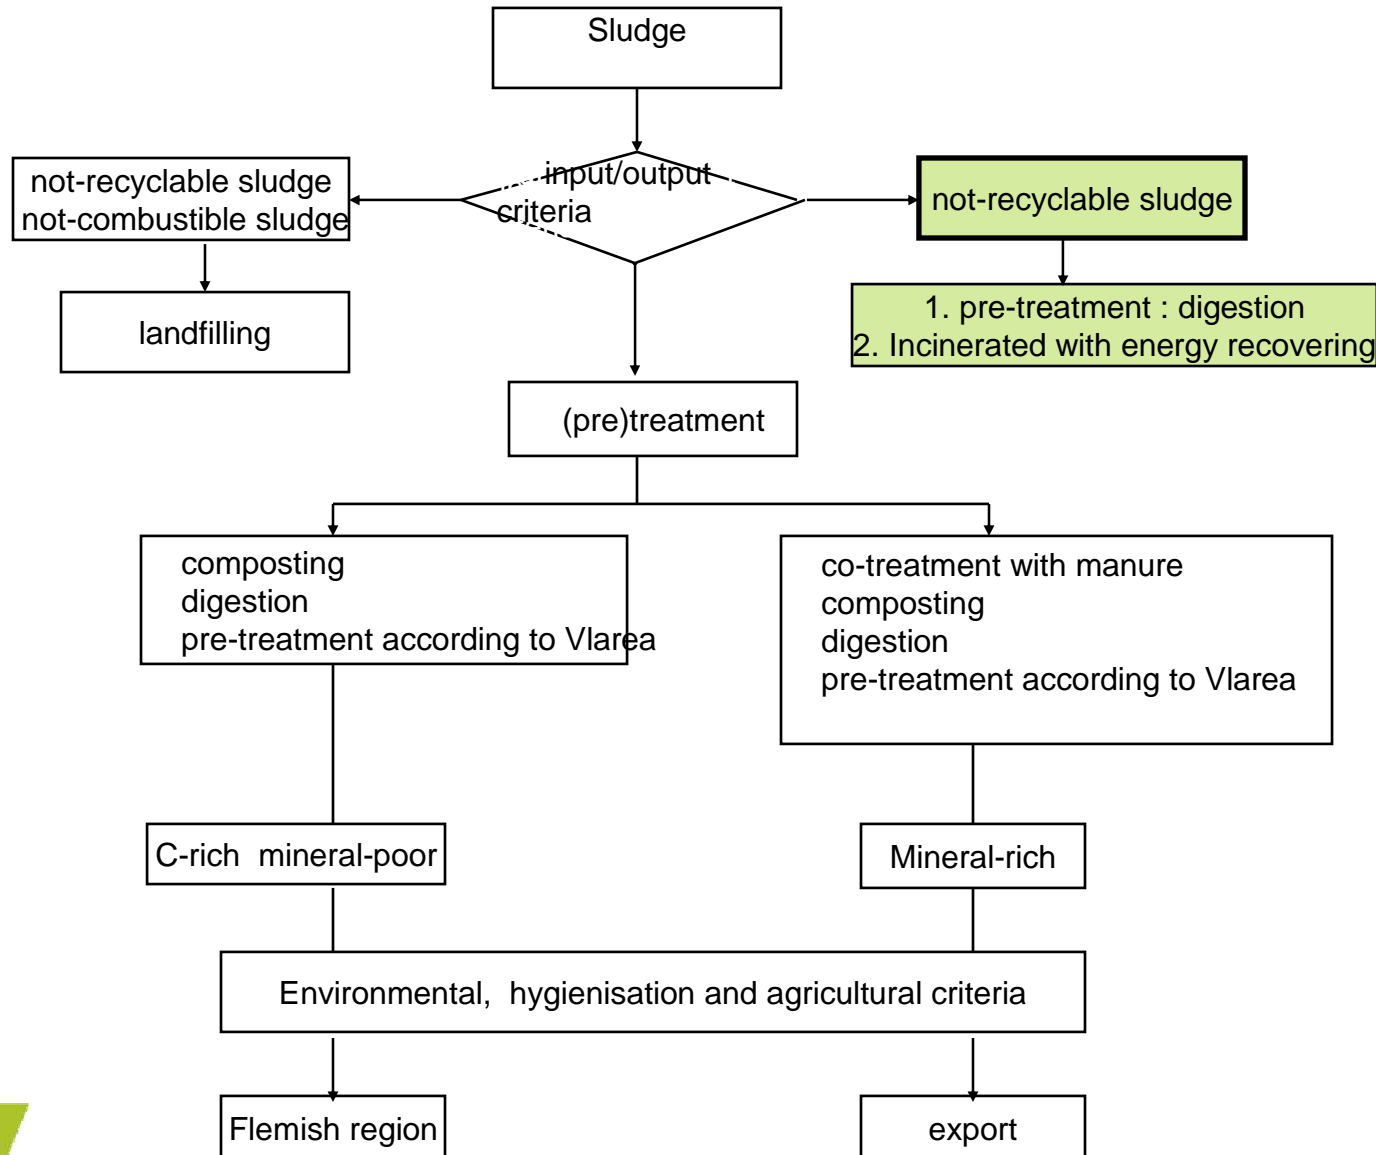 Sludge
input/output
criteria
not-recyclable sludge
not-combustible sludge
not-recyclable sludge
landfilling
1. pre-treatment : digestion
2. Incinerated with energy recovering
(pre)treatment
composting
digestion
pre-treatment according to Vlarea
co-treatment with manure
composting
digestion
pre-treatment according to Vlarea
C-rich mineral-poor
Mineral-rich
Environmental, hygienisation and agricultural criteria
Flemish region
export